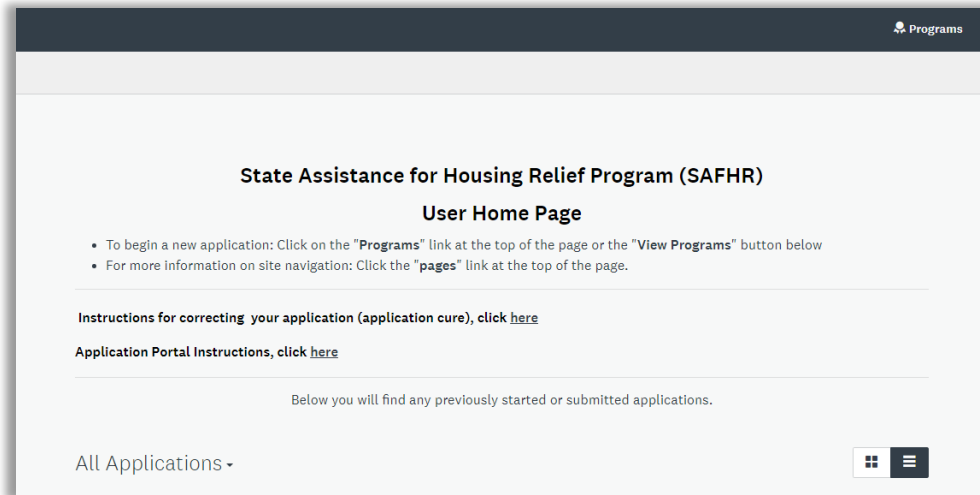 Programs
State Assistance for Housing Relief Program (SAFHR)
User Home Page
• To begin a new application: Click on the "Programs" link at the top of the page or the "View Programs" button below
• For more information on site navigation: Click the "pages" link at the top of the page.
Instructions for correcting  your application (application cure), click here
Application Portal Instructions, click here
Below you will find any previously started or submitted applications.
All Applications